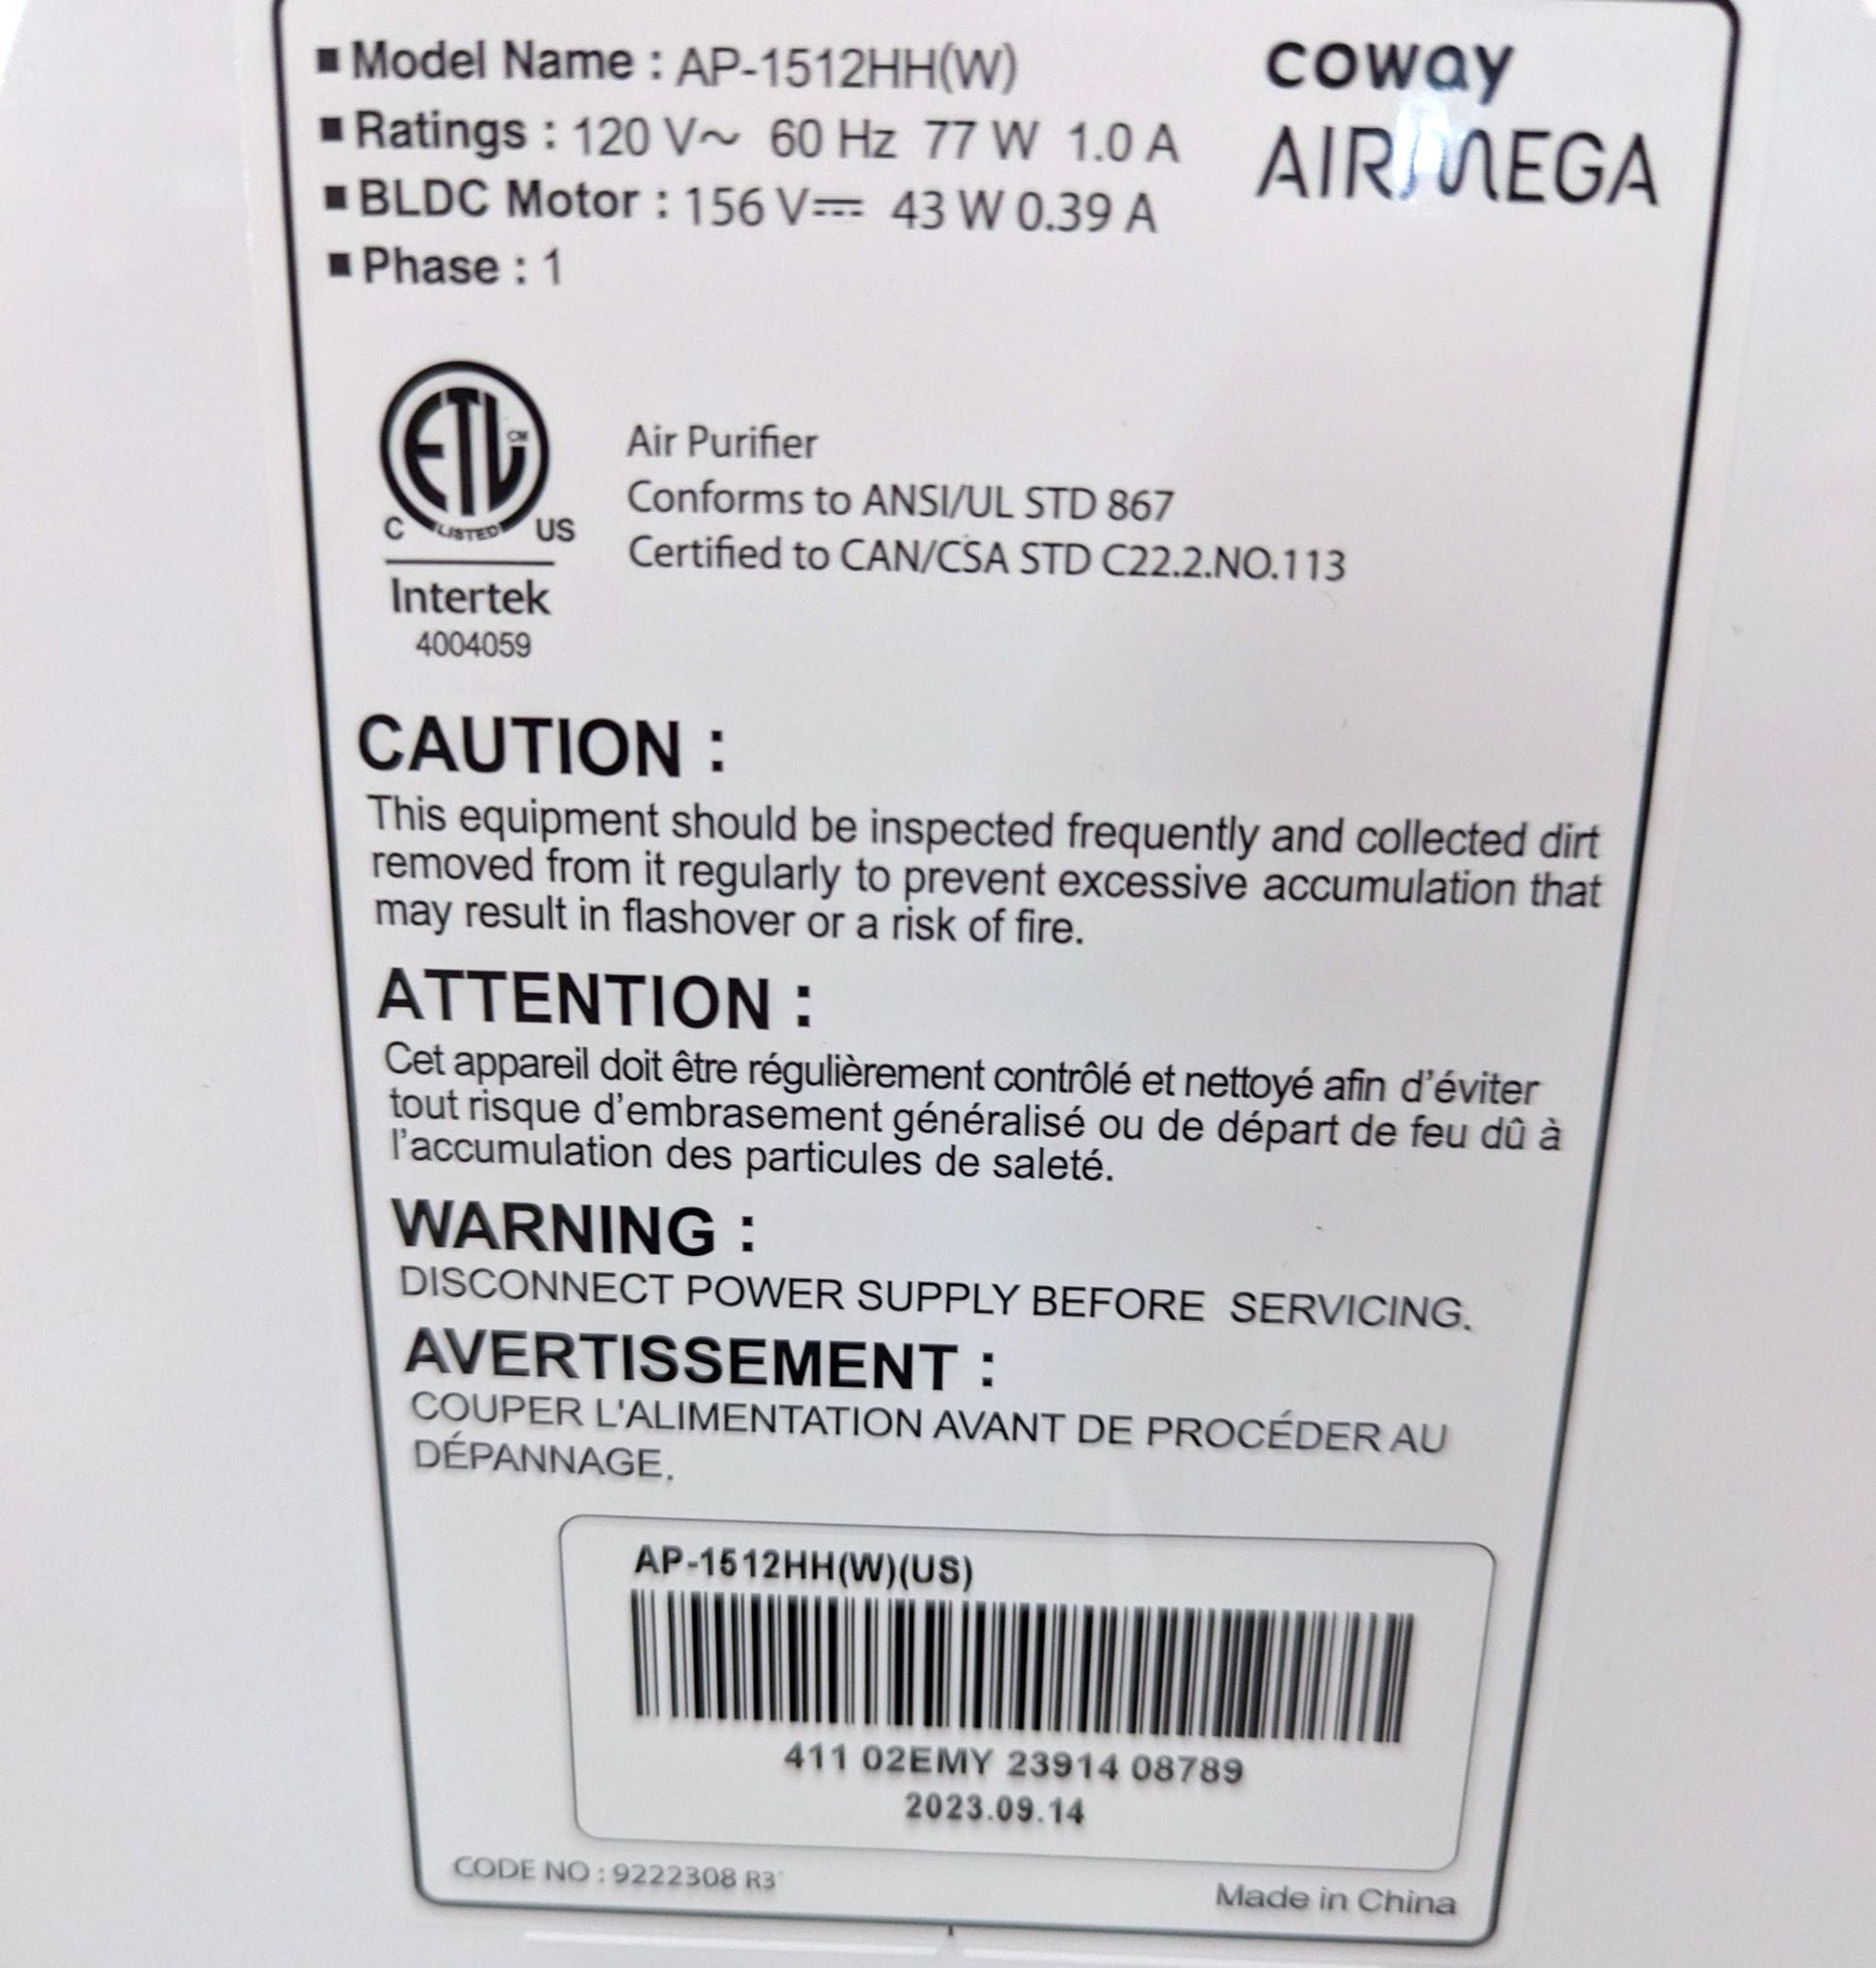 ■ Model Name : AP-1512HH(W)
■ Ratings : 120 V~ 60 Hz 77 W 1.0 A
■ BLDC Motor : 156 V⎓ 43 W 0.39 A
■ Phase : 1
coway
AIRMEGA
ETL CM
C LISTED US
Intertek
4004059
Air Purifier
Conforms to ANSI/UL STD 867
Certified to CAN/CSA STD C22.2.NO.113
CAUTION :
This equipment should be inspected frequently and collected dirt
removed from it regularly to prevent excessive accumulation that
may result in flashover or a risk of fire.
ATTENTION :
Cet appareil doit être régulièrement contrôlé et nettoyé afin d'éviter
tout risque d'embrasement généralisé ou de départ de feu dû à
l'accumulation des particules de saleté.
WARNING :
DISCONNECT POWER SUPPLY BEFORE SERVICING.
AVERTISSEMENT :
COUPER L'ALIMENTATION AVANT DE PROCÉDER AU
DÉPANNAGE.
AP-1512HH(W)(US)
411 02EMY 23914 08789
2023.09.14
CODE NO : 9222308 R3
Made in China